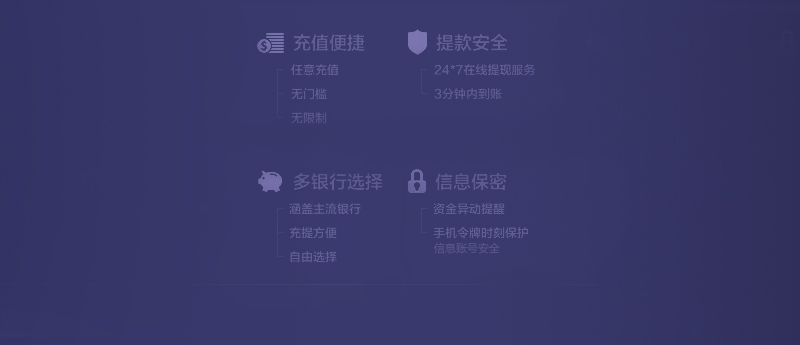 充值便捷
任意充值
无门槛
无限制
提款安全
24*7在线提现服务
3分钟内到账
多银行选择
涵盖主流银行
充提方便
自由选择
信息保密
资金异动提醒
手机令牌时刻保护
信息账号安全